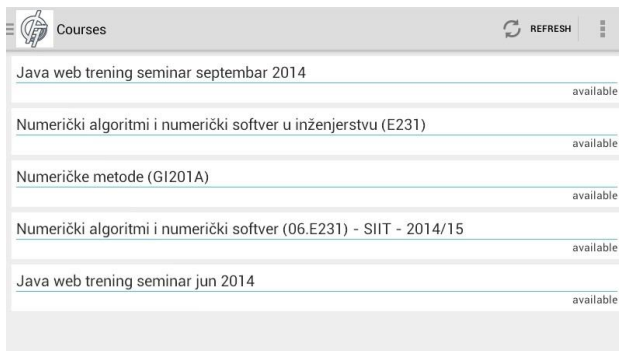 Courses
REFRESH
Java web trening seminar septembar 2014
available
Numerički algoritmi i numerički softver u inženjerstvu (E231)
available
Numeričke metode (GI201A)
available
Numerički algoritmi i numerički softver (06.E231) - SIIT - 2014/15
available
Java web trening seminar jun 2014
available